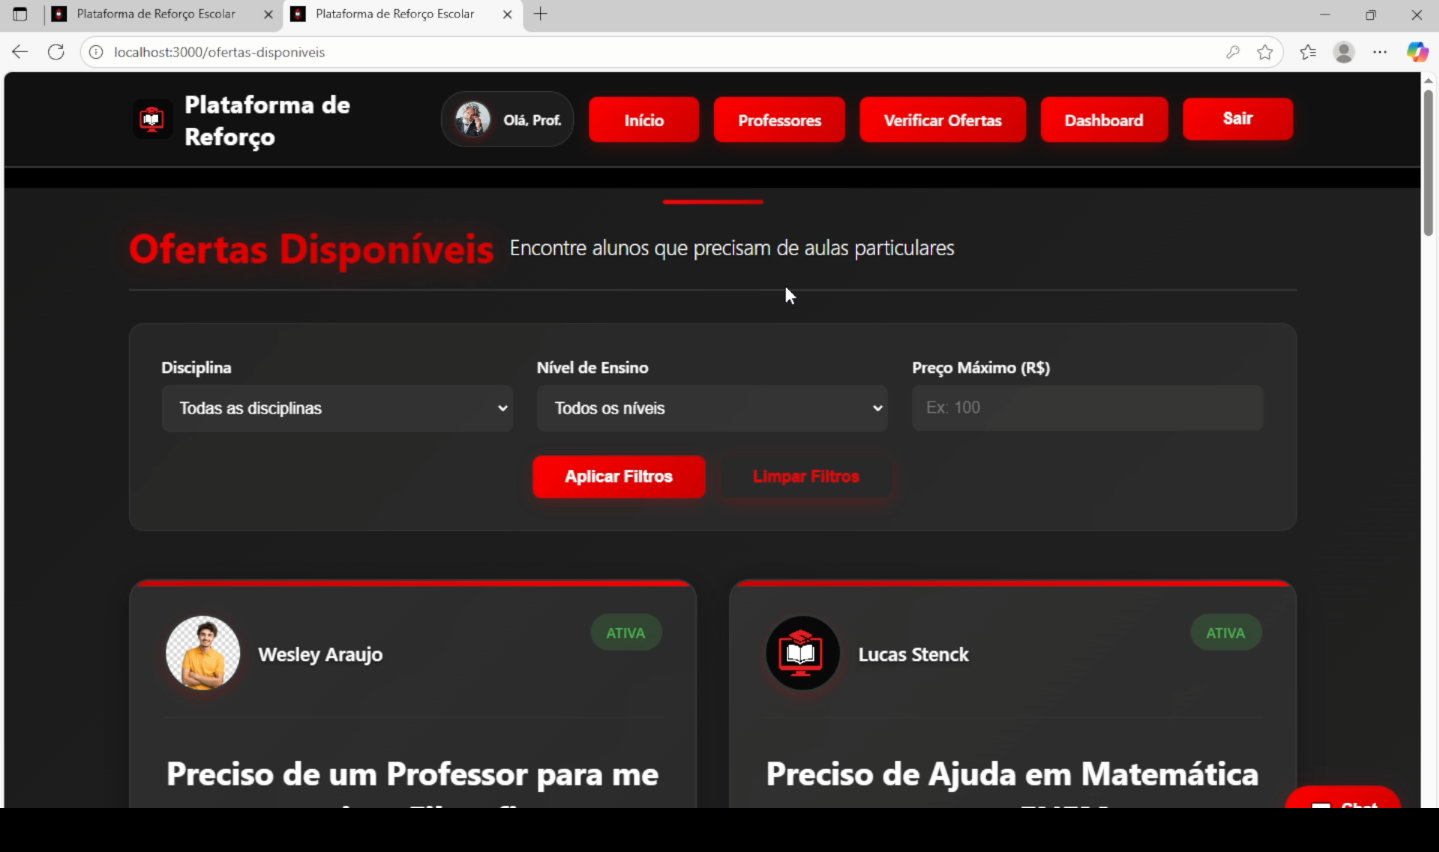 Plataforma de Reforço Escolar
Plataforma de Reforço Escolar
localhost:3000/ofertas-disponiveis
Plataforma de
Reforço
Olá, Prof.
Início
Professores
Verificar Ofertas
Dashboard
Sair
Ofertas Disponíveis
Encontre alunos que precisam de aulas particulares
Disciplina
Nível de Ensino
Preço Máximo (R$)
Todas as disciplinas
Todos os níveis
Ex: 100
Aplicar Filtros
Limpar Filtros
Wesley Araujo
ATIVA
Lucas Stenck
ATIVA
Preciso de um Professor para me
Preciso de Ajuda em Matemática
Chat